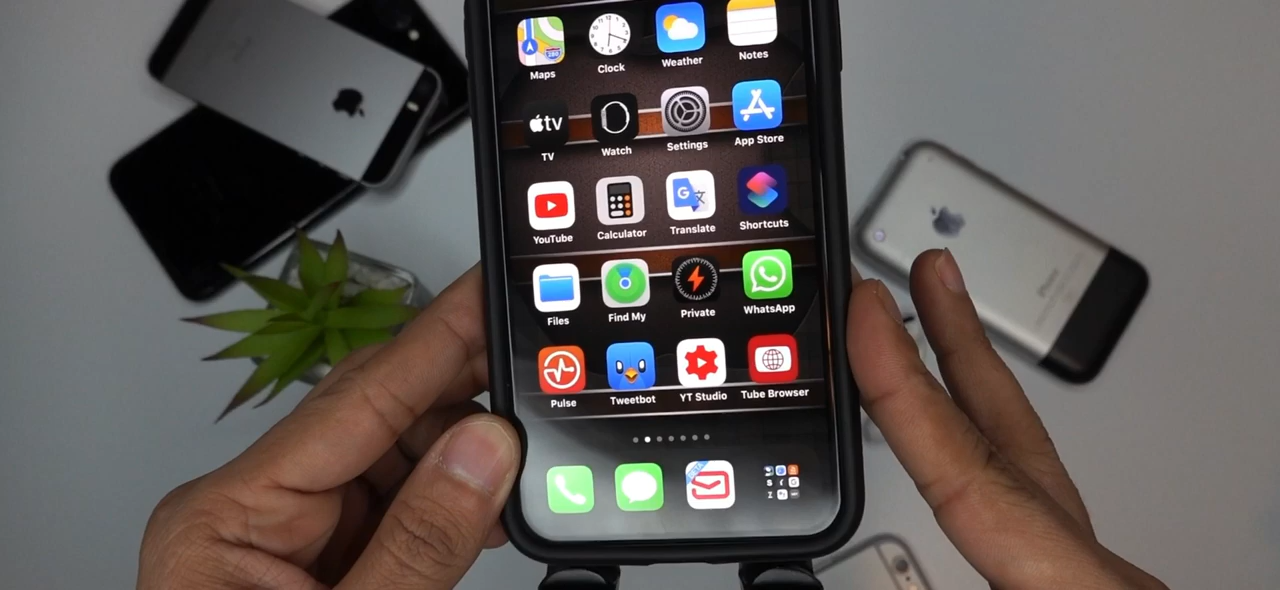 Maps Clock Weather Notes
tv
TV Watch Settings App Store
YouTube Calculator Translate Shortcuts
Files Find My Private WhatsApp
Pulse Tweetbot YT Studio Tube Browser
iPhone